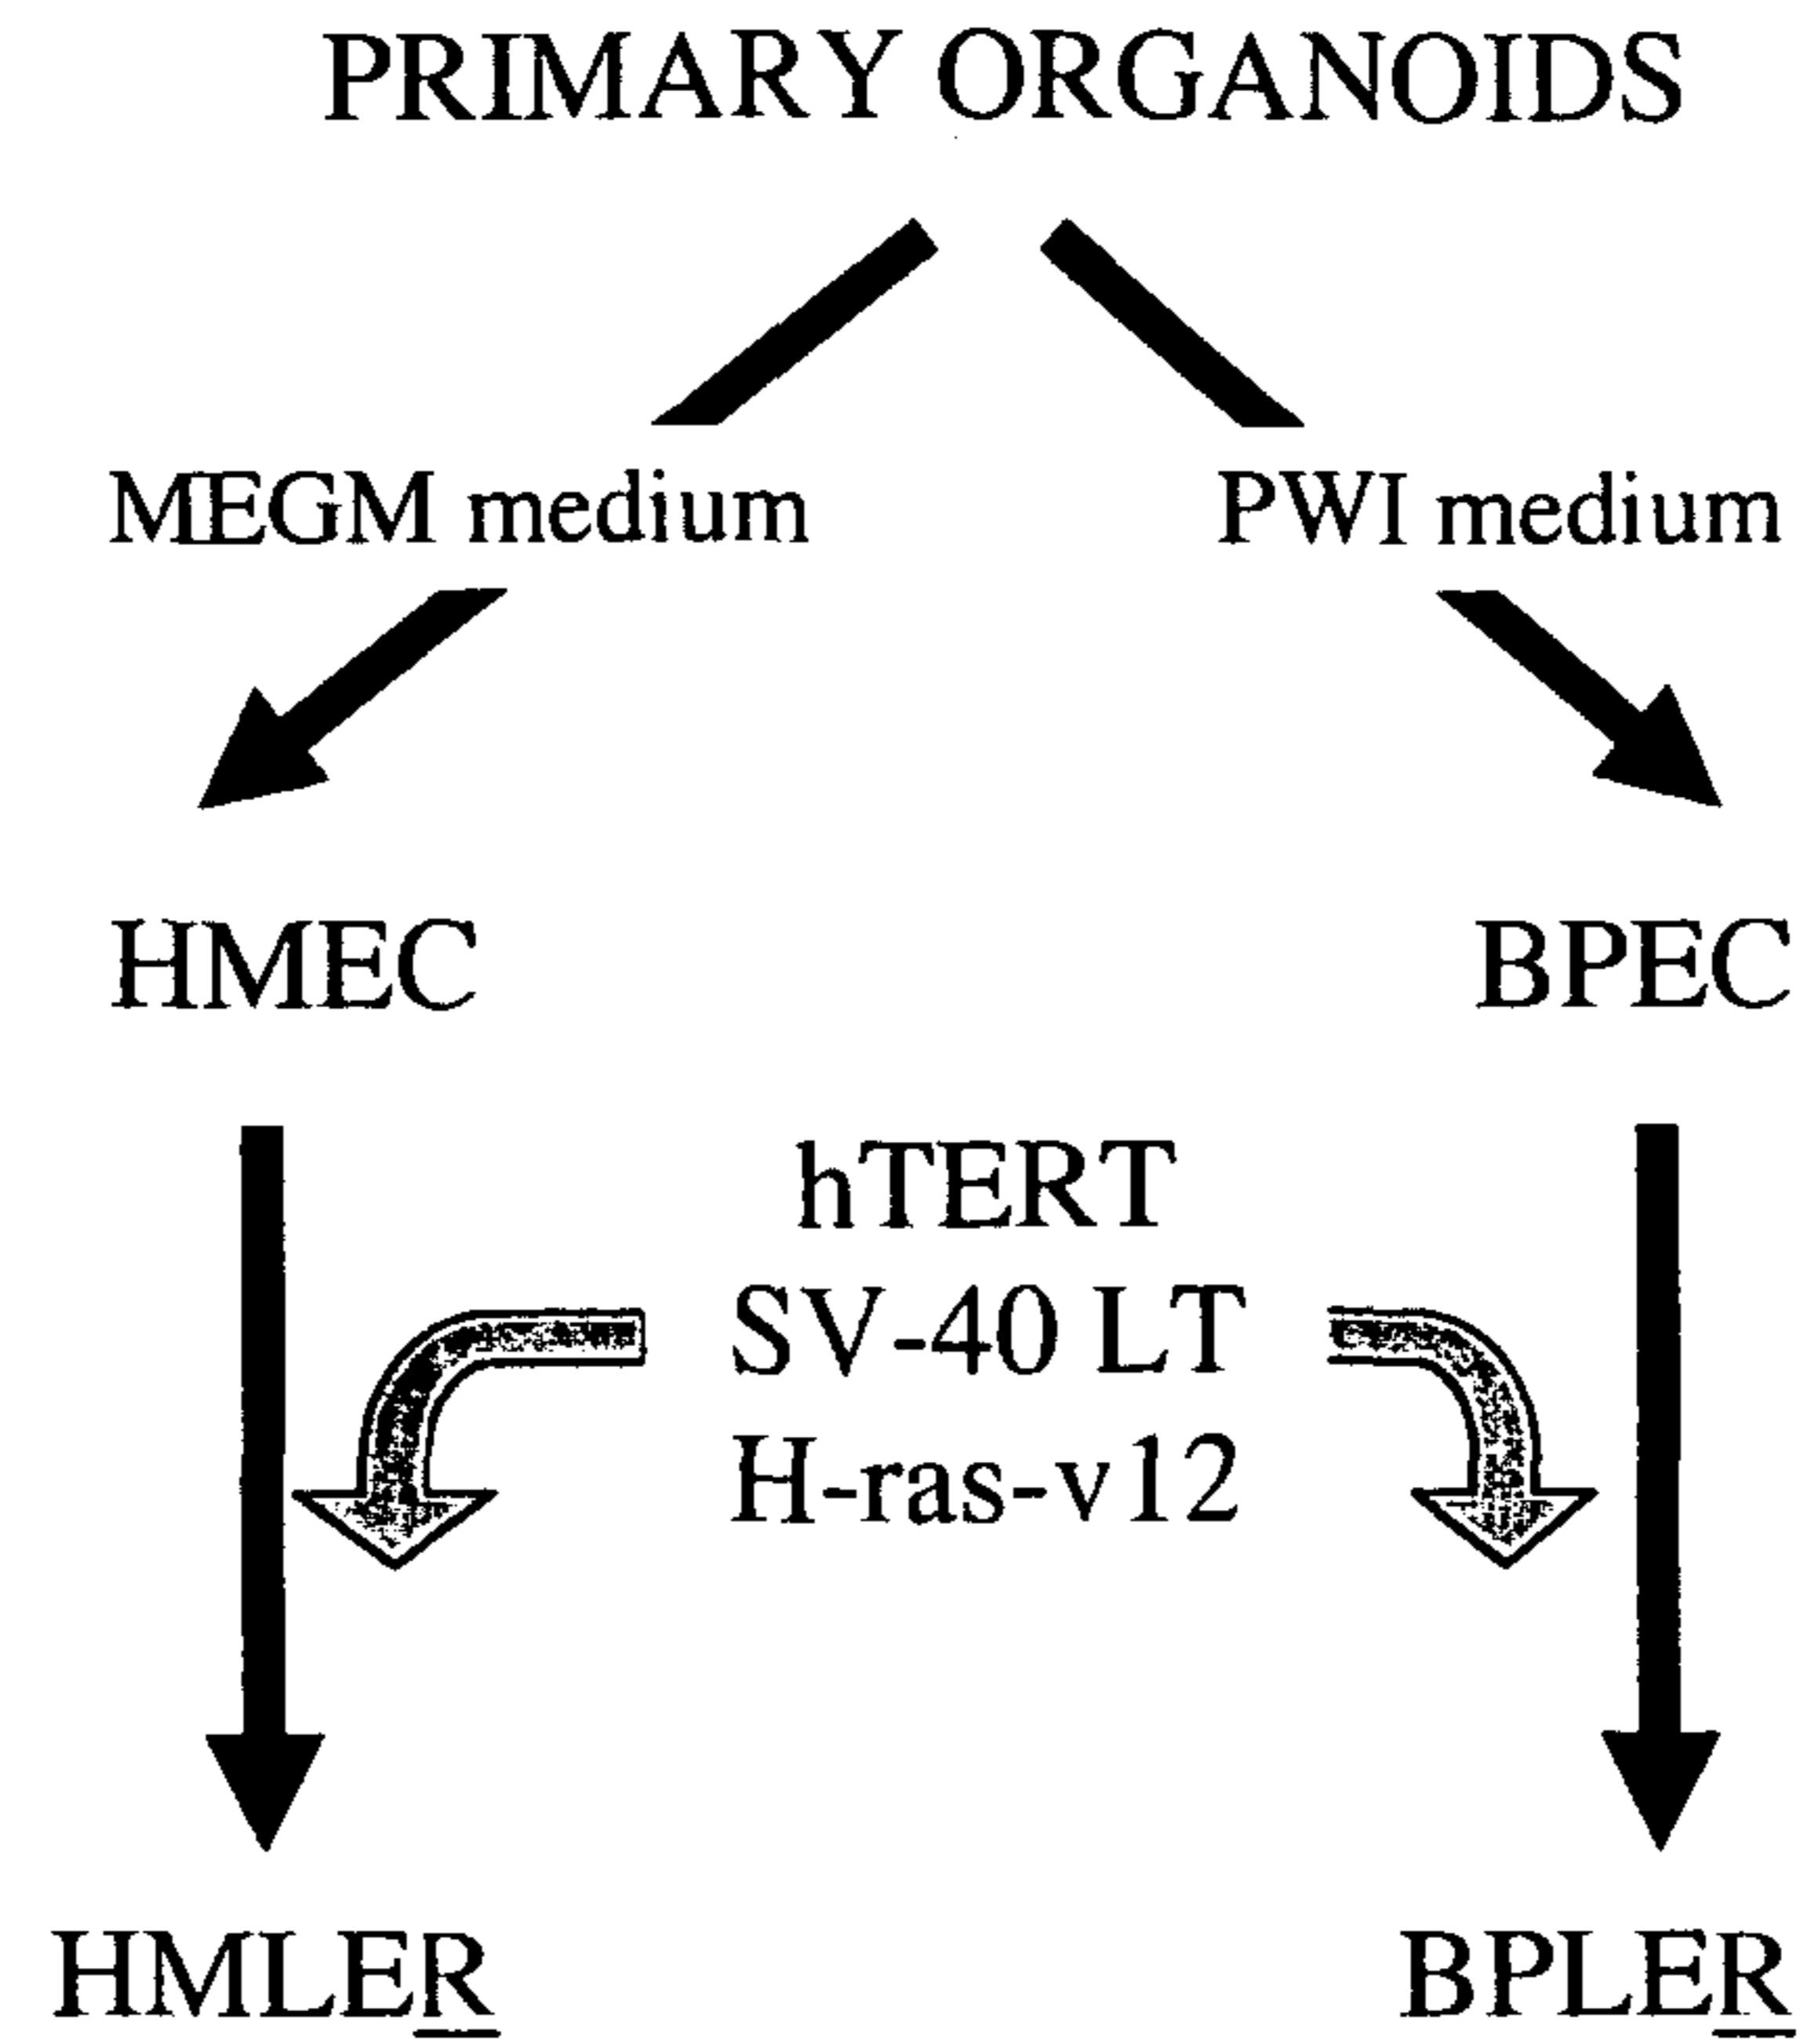 PRIMARY ORGANOIDS
MEGM medium
PWI medium
HMEC
BPEC
hTERT
SV-40 LT
H-ras-v12
HMLER
BPLER